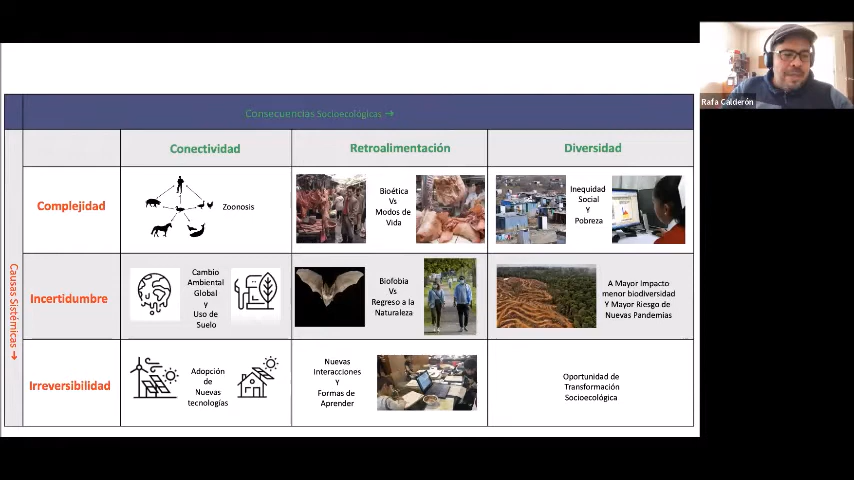 Rafa Calderón
Consecuencias Socioecológicas →
Conectividad
Retroalimentación
Diversidad
Causas Sistémicas →
Complejidad
Zoonosis
Bioética
Vs
Modos de
Vida
Inequidad
Social
Y
Pobreza
Incertidumbre
Cambio
Ambiental
Global
y
Uso de
Suelo
Biofobia
Vs
Regreso a la
Naturaleza
A Mayor Impacto
menor biodiversidad
Y Mayor Riesgo de
Nuevas Pandemias
Irreversibilidad
Adopción
de
Nuevas
tecnologías
Nuevas
Interacciones
Y
Formas de
Aprender
Oportunidad de
Transformación
Socioecológica